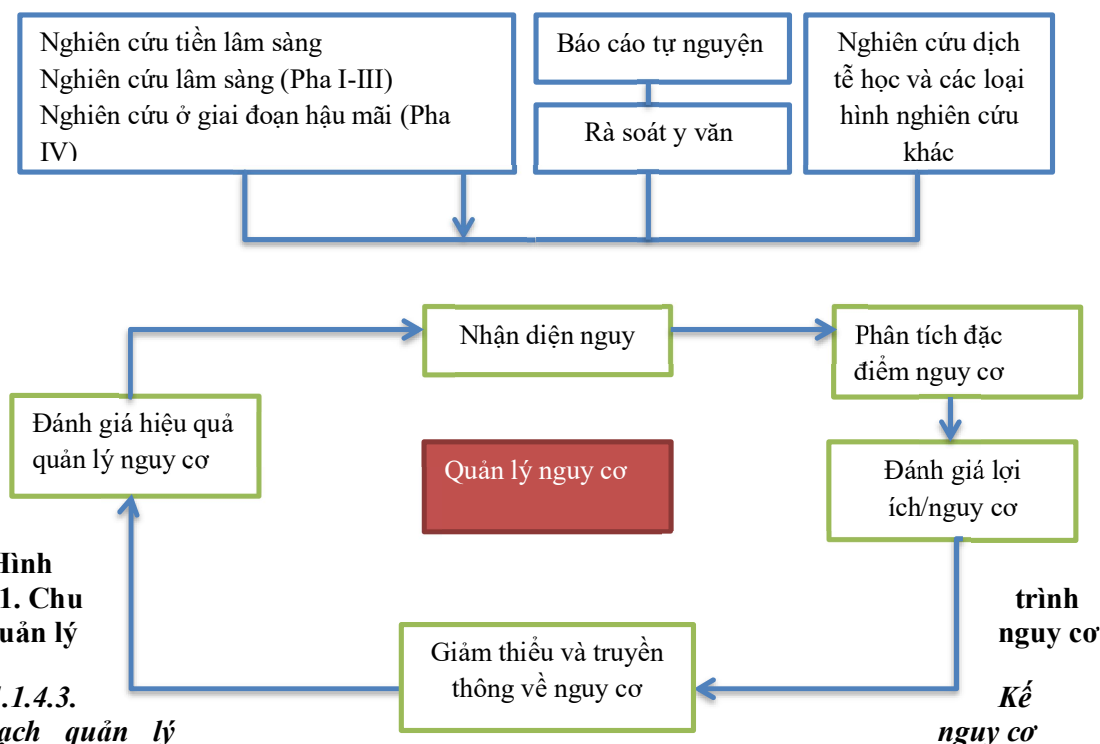 Nghiên cứu tiền lâm sàng
Nghiên cứu lâm sàng (Pha I-III)
Nghiên cứu ở giai đoạn hậu mãi (Pha
IV)
Báo cáo tự nguyện
Rà soát y văn
Nghiên cứu dịch
tễ học và các loại
hình nghiên cứu
khác
Nhận diện nguy
Phân tích đặc
điểm nguy cơ
Đánh giá hiệu quả
quản lý nguy cơ
Quản lý nguy cơ
Đánh giá lợi
ích/nguy cơ
Giảm thiểu và truyền
thông về nguy cơ
Hình
1. Chu trình
uản lý nguy cơ
.1.4.3. Kế
ạch quản lý nguy cơ